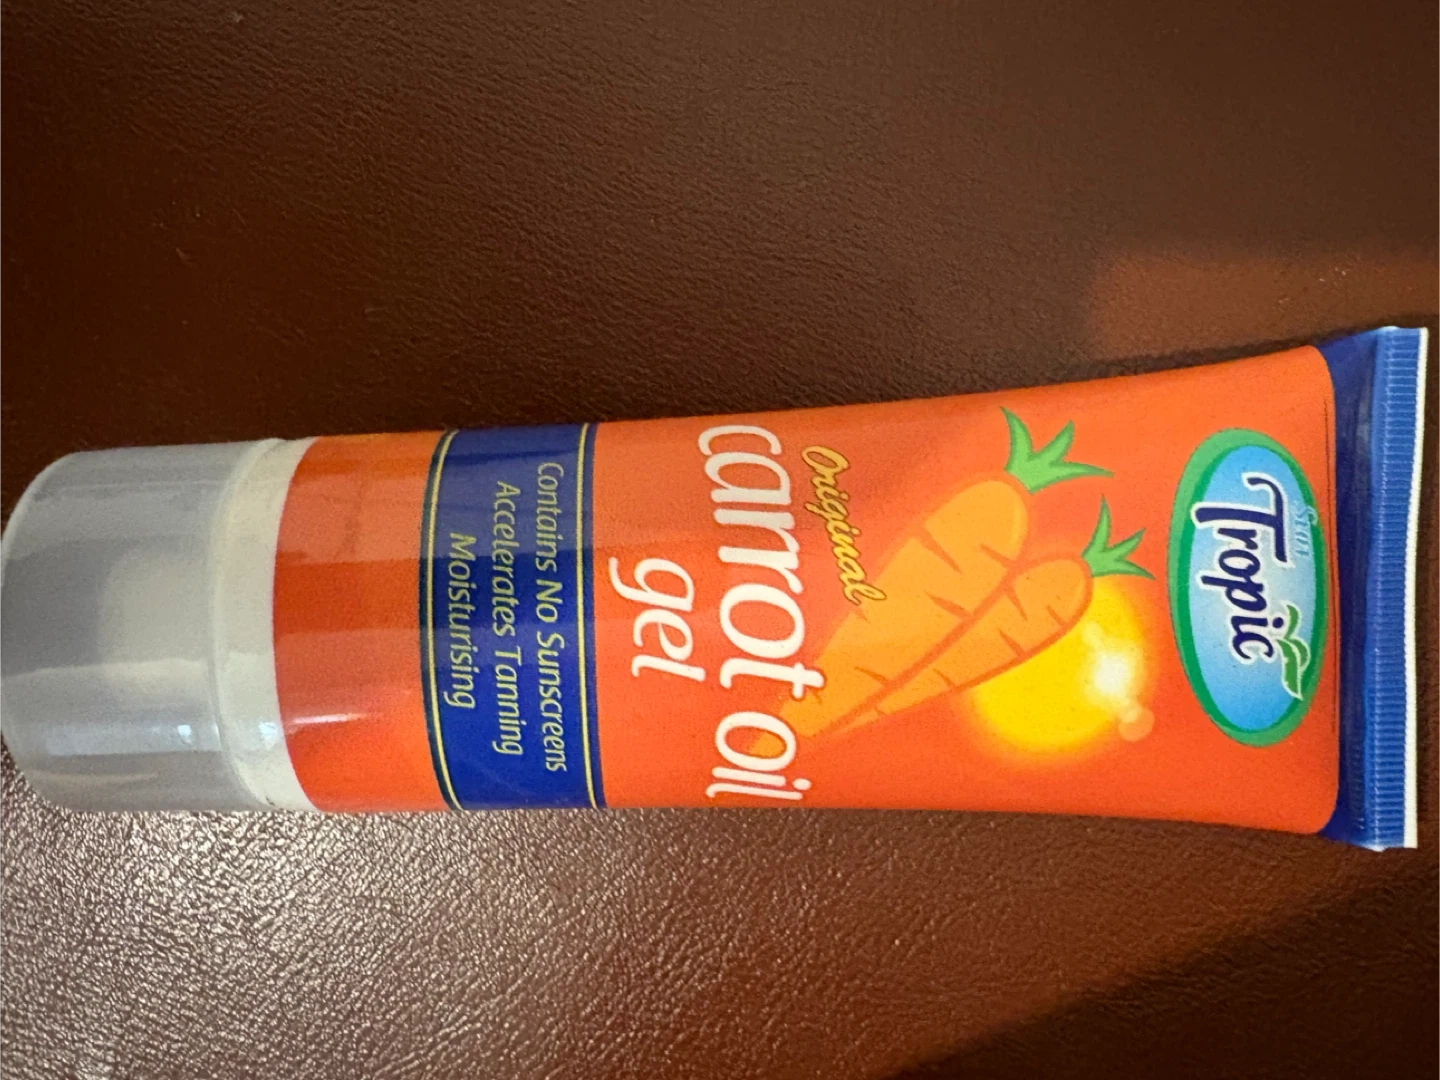 Tropic
Original
carrot oil
gel
Contains No Sunscreens
Accelerates Tanning
Moisturising